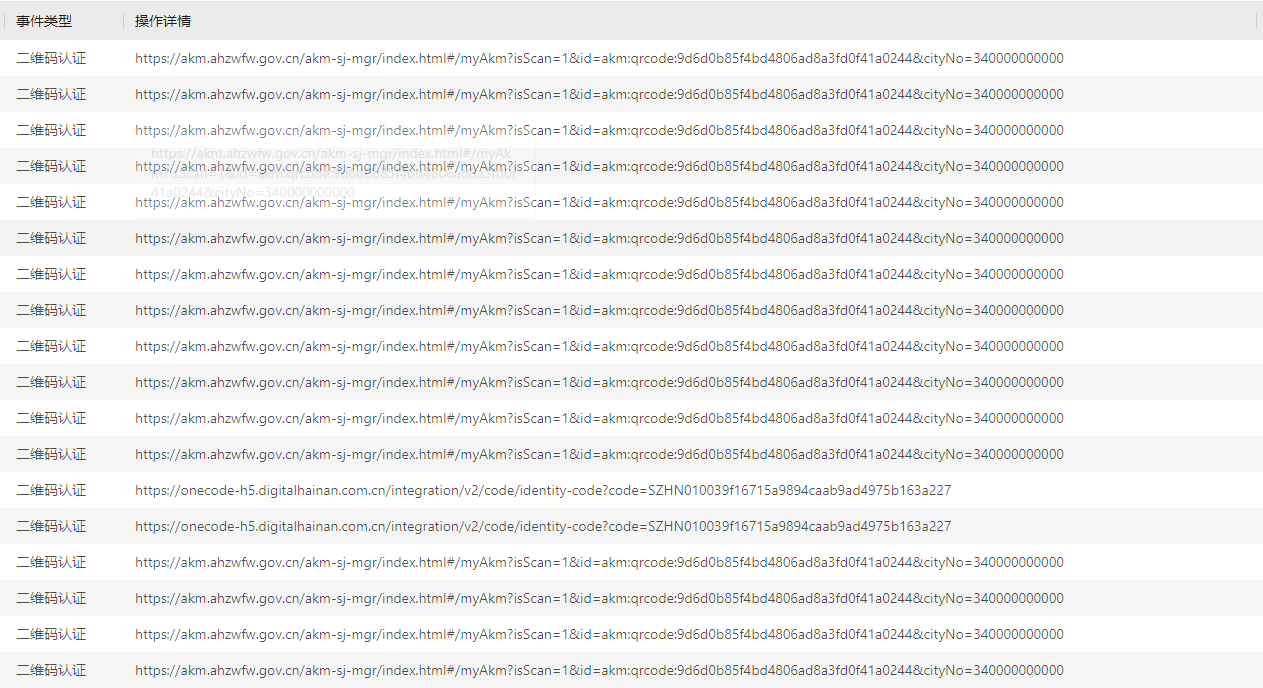 事件类型 操作详情
二维码认证 https://akm.ahzwfw.gov.cn/akm-sj-mgr/index.html#/myAkm?isScan=1&id=akm:qrcode:9d6d0b85f4bd4806ad8a3fd0f41a0244&cityNo=340000000000
二维码认证 https://akm.ahzwfw.gov.cn/akm-sj-mgr/index.html#/myAkm?isScan=1&id=akm:qrcode:9d6d0b85f4bd4806ad8a3fd0f41a0244&cityNo=340000000000
二维码认证 https://akm.ahzwfw.gov.cn/akm-sj-mgr/index.html#/myAkm?isScan=1&id=akm:qrcode:9d6d0b85f4bd4806ad8a3fd0f41a0244&cityNo=340000000000
https://akm.ahzwfw.gov.cn/akm-sj-mgr/index.html#/myAk
二维码认证 https://akm.ahzwfw.gov.cn/akm-sj-mgr/index.html#/myAkm?isScan=1&id=akm:qrcode:9d6d0b85f4bd4806ad8a3fd0f41a0244&cityNo=340000000000
m?isScan=1&id=akm:qrcode:9d6d0b85f4bd4806ad8a3fd0f
41a0244&cityNo=340000000000
二维码认证 https://akm.ahzwfw.gov.cn/akm-sj-mgr/index.html#/myAkm?isScan=1&id=akm:qrcode:9d6d0b85f4bd4806ad8a3fd0f41a0244&cityNo=340000000000
二维码认证 https://akm.ahzwfw.gov.cn/akm-sj-mgr/index.html#/myAkm?isScan=1&id=akm:qrcode:9d6d0b85f4bd4806ad8a3fd0f41a0244&cityNo=340000000000
二维码认证 https://akm.ahzwfw.gov.cn/akm-sj-mgr/index.html#/myAkm?isScan=1&id=akm:qrcode:9d6d0b85f4bd4806ad8a3fd0f41a0244&cityNo=340000000000
二维码认证 https://akm.ahzwfw.gov.cn/akm-sj-mgr/index.html#/myAkm?isScan=1&id=akm:qrcode:9d6d0b85f4bd4806ad8a3fd0f41a0244&cityNo=340000000000
二维码认证 https://akm.ahzwfw.gov.cn/akm-sj-mgr/index.html#/myAkm?isScan=1&id=akm:qrcode:9d6d0b85f4bd4806ad8a3fd0f41a0244&cityNo=340000000000
二维码认证 https://akm.ahzwfw.gov.cn/akm-sj-mgr/index.html#/myAkm?isScan=1&id=akm:qrcode:9d6d0b85f4bd4806ad8a3fd0f41a0244&cityNo=340000000000
二维码认证 https://akm.ahzwfw.gov.cn/akm-sj-mgr/index.html#/myAkm?isScan=1&id=akm:qrcode:9d6d0b85f4bd4806ad8a3fd0f41a0244&cityNo=340000000000
二维码认证 https://akm.ahzwfw.gov.cn/akm-sj-mgr/index.html#/myAkm?isScan=1&id=akm:qrcode:9d6d0b85f4bd4806ad8a3fd0f41a0244&cityNo=340000000000
二维码认证 https://onecode-h5.digitalhainan.com.cn/integration/v2/code/identity-code?code=SZHN010039f16715a9894caab9ad4975b163a227
二维码认证 https://onecode-h5.digitalhainan.com.cn/integration/v2/code/identity-code?code=SZHN010039f16715a9894caab9ad4975b163a227
二维码认证 https://akm.ahzwfw.gov.cn/akm-sj-mgr/index.html#/myAkm?isScan=1&id=akm:qrcode:9d6d0b85f4bd4806ad8a3fd0f41a0244&cityNo=340000000000
二维码认证 https://akm.ahzwfw.gov.cn/akm-sj-mgr/index.html#/myAkm?isScan=1&id=akm:qrcode:9d6d0b85f4bd4806ad8a3fd0f41a0244&cityNo=340000000000
二维码认证 https://akm.ahzwfw.gov.cn/akm-sj-mgr/index.html#/myAkm?isScan=1&id=akm:qrcode:9d6d0b85f4bd4806ad8a3fd0f41a0244&cityNo=340000000000
二维码认证 https://akm.ahzwfw.gov.cn/akm-sj-mgr/index.html#/myAkm?isScan=1&id=akm:qrcode:9d6d0b85f4bd4806ad8a3fd0f41a0244&cityNo=340000000000